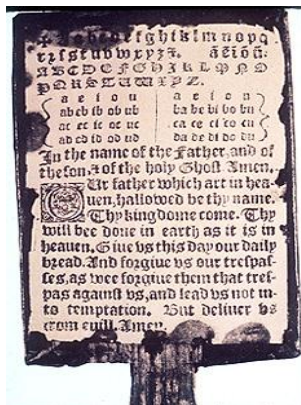 ✠ A a b c d e f g h i k l m n o p q
r z ſ s t u v w x y z &. ã ẽ ĩ õ ũ:
A B C D E F G H I K L M N O
P Q R S T U W X Y Z.
a e i o u a e i o u
ab eb ib ob ub ba be bi bo bu
ac ec ic oc uc ca ce ci co cu
ad ed id od ud da de di do du
In the name of the Father, and of
the ſon, & of the holy Ghoſt Amen.
OUr father which art in hea-
uen, hallowed be thy name.
Thy kingdome come. Thy
will bee done in earth as it is in
heauen. Giue vs this day our daily
bread. And forgiue vs our treſpaſ-
ſes, as wee forgiue them that treſ-
pas againſt vs, and lead vs not in-
to temptation. But deliuer vs
from euill. Amen.